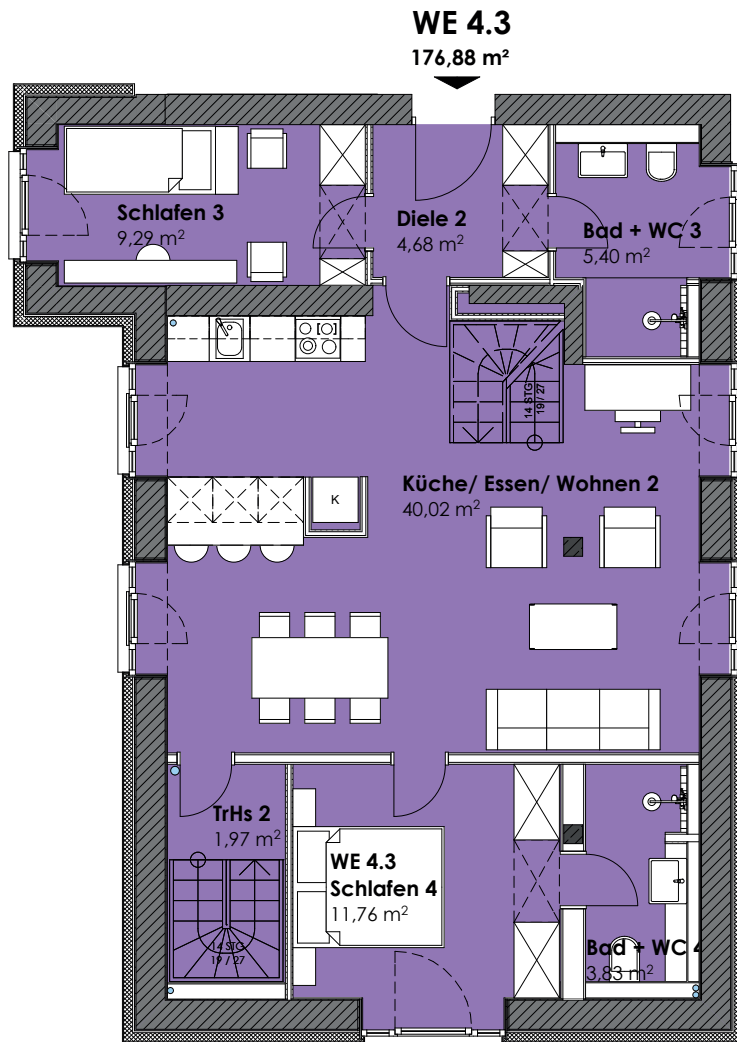 WE 4.3
176,88 m²
Schlafen 3
9,29 m²
Diele 2
4,68 m²
Bad + WC 3
5,40 m²
14 STG
19 / 27
Küche/ Essen/ Wohnen 2
40,02 m²
K
TrHs 2
1,97 m²
WE 4.3
Schlafen 4
11,76 m²
14 STG
19 / 27
Bad + WC 4
3,83 m²